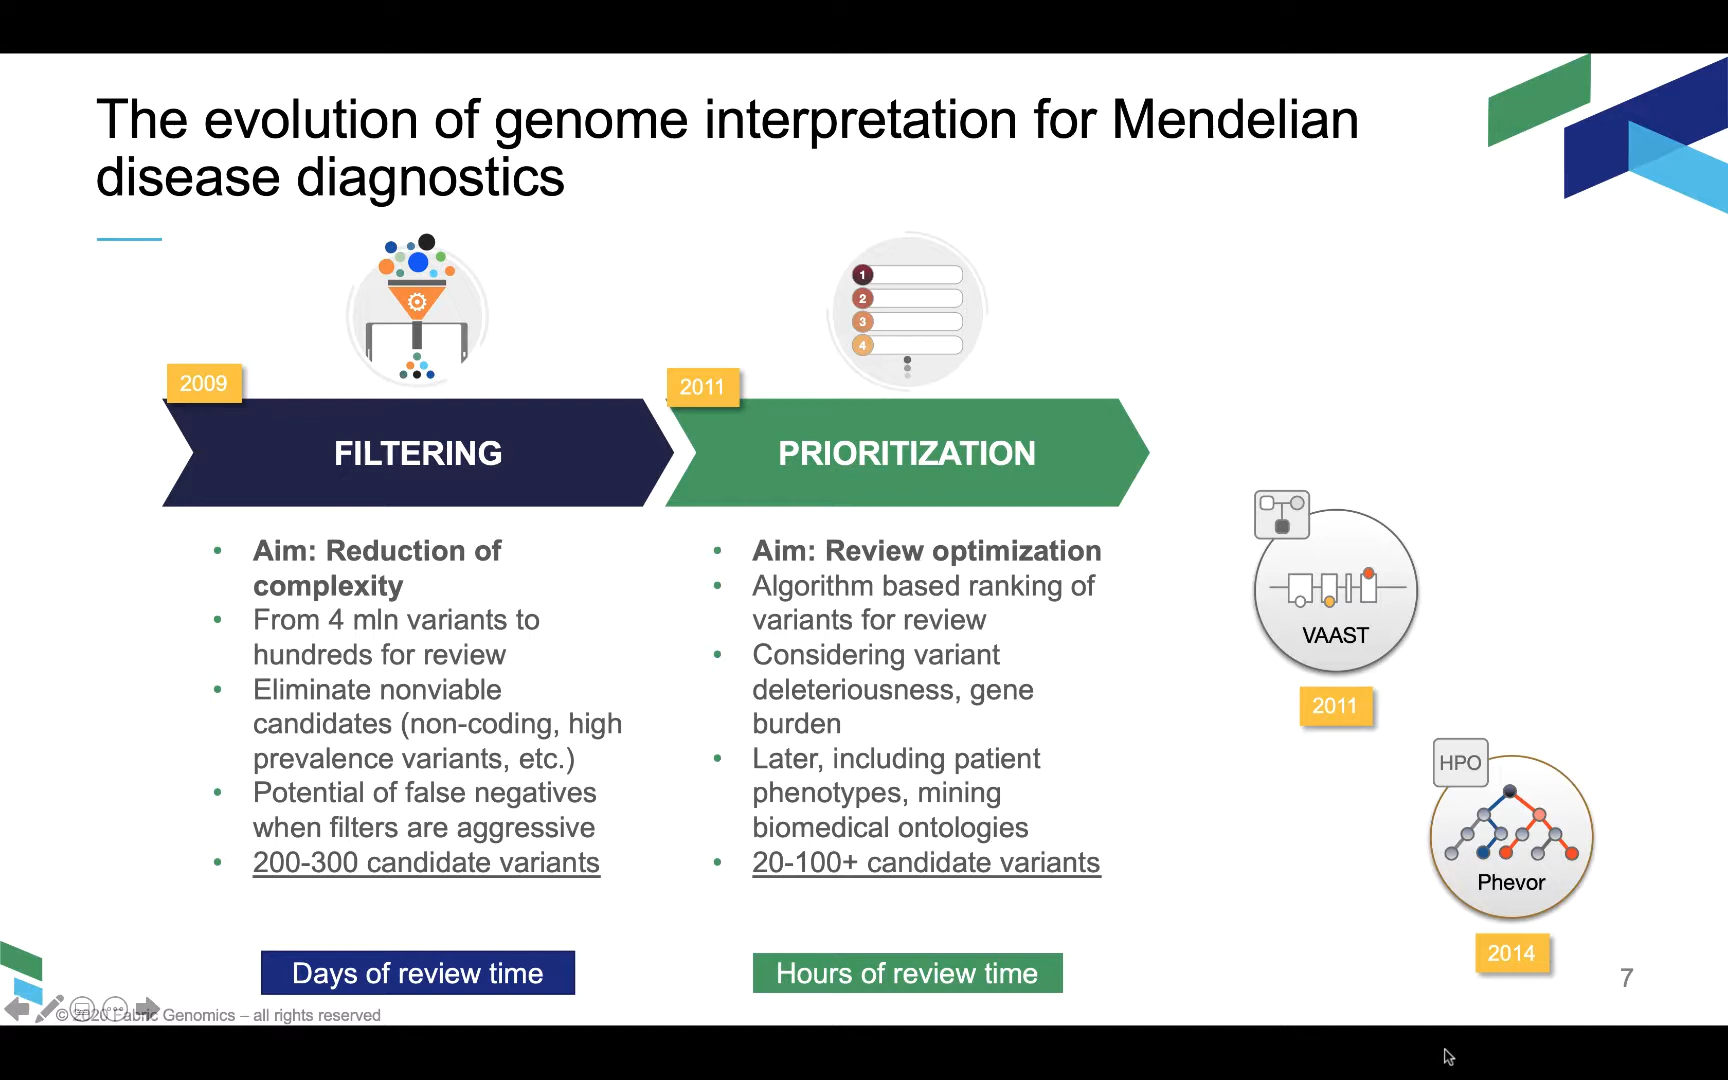 The evolution of genome interpretation for Mendelian
disease diagnostics
1
2
3
4
2009
2011
FILTERING
PRIORITIZATION
• Aim: Reduction of
complexity
• From 4 mln variants to
hundreds for review
• Eliminate nonviable
candidates (non-coding, high
prevalence variants, etc.)
• Potential of false negatives
when filters are aggressive
• 200-300 candidate variants
• Aim: Review optimization
• Algorithm based ranking of
variants for review
• Considering variant
deleteriousness, gene
burden
• Later, including patient
phenotypes, mining
biomedical ontologies
• 20-100+ candidate variants
VAAST
2011
HPO
Phevor
2014
Days of review time
Hours of review time
7
© 2020 Fabric Genomics – all rights reserved